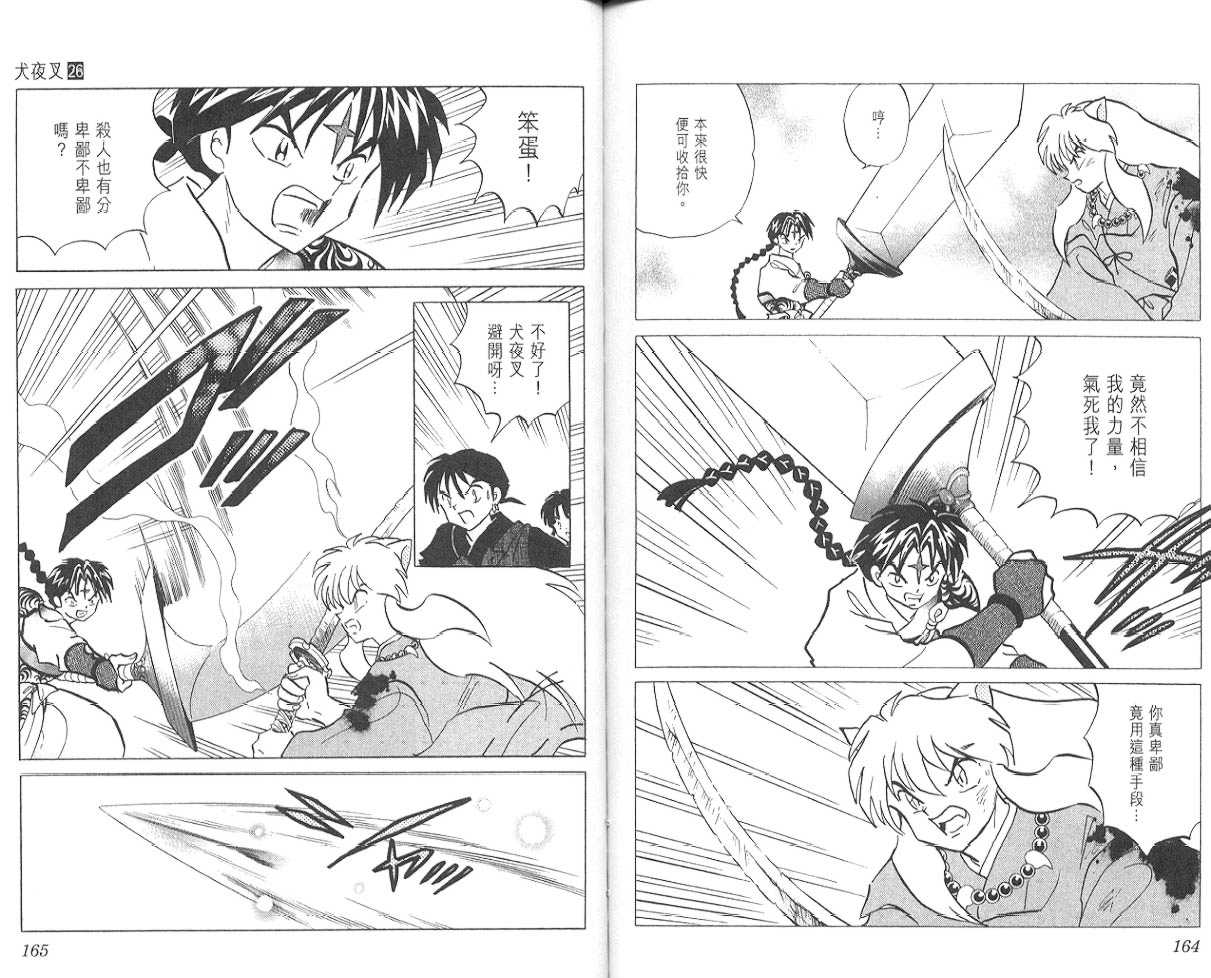 哼…
本來很快
便可收拾你。
竟然不相信
我的力量，
氣死我了！
你真卑鄙
竟用這種手段…
164
犬夜叉26
笨蛋！
殺人也有分
卑鄙不卑鄙
嗎？
不好了！
犬夜叉
避開呀…
165